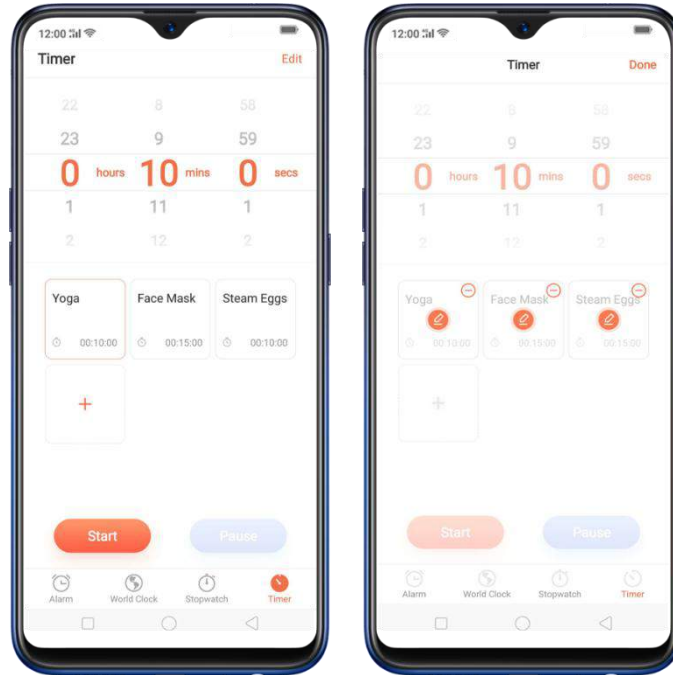 12:00
Timer Edit
22 8 58
23 9 59
0 hours 10 mins 0 secs
1 11 1
2 12 2
Yoga Face Mask Steam Eggs
00:10:00 00:15:00 00:10:00
+
Start Pause
Alarm World Clock Stopwatch Timer
12:00
Timer Done
22 8 58
23 9 59
0 hours 10 mins 0 secs
1 11 1
2 12 2
Yoga Face Mask Steam Eggs
00:10:00 00:15:00 00:15:00
+
Start Pause
Alarm World Clock Stopwatch Timer